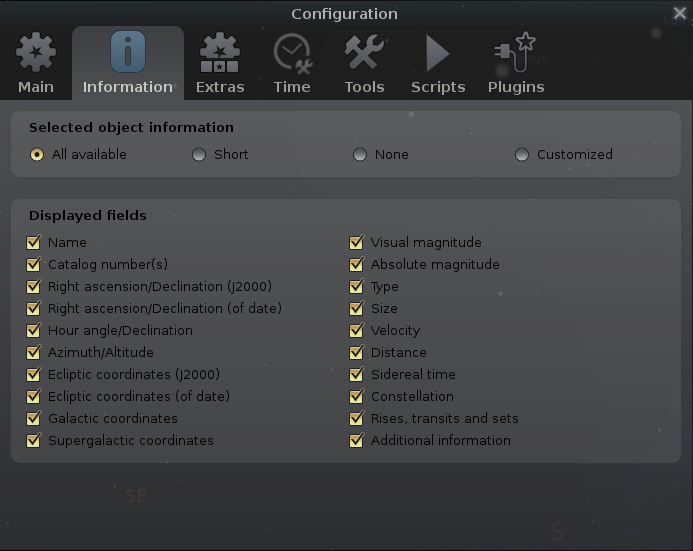 Configuration
Main Information Extras Time Tools Scripts Plugins
Selected object information
All available Short None Customized
Displayed fields
Name
Catalog number(s)
Right ascension/Declination (J2000)
Right ascension/Declination (of date)
Hour angle/Declination
Azimuth/Altitude
Ecliptic coordinates (J2000)
Ecliptic coordinates (of date)
Galactic coordinates
Supergalactic coordinates
Visual magnitude
Absolute magnitude
Type
Size
Velocity
Distance
Sidereal time
Constellation
Rises, transits and sets
Additional information
SE
S